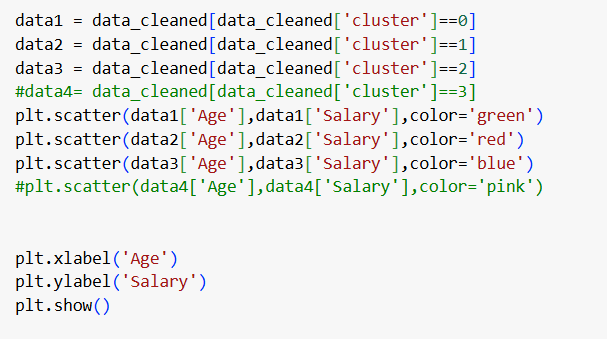 data1 = data_cleaned[data_cleaned['cluster']==0]
data2 = data_cleaned[data_cleaned['cluster']==1]
data3 = data_cleaned[data_cleaned['cluster']==2]
#data4= data_cleaned[data_cleaned['cluster']==3]
plt.scatter(data1['Age'],data1['Salary'],color='green')
plt.scatter(data2['Age'],data2['Salary'],color='red')
plt.scatter(data3['Age'],data3['Salary'],color='blue')
#plt.scatter(data4['Age'],data4['Salary'],color='pink')
plt.xlabel('Age')
plt.ylabel('Salary')
plt.show()